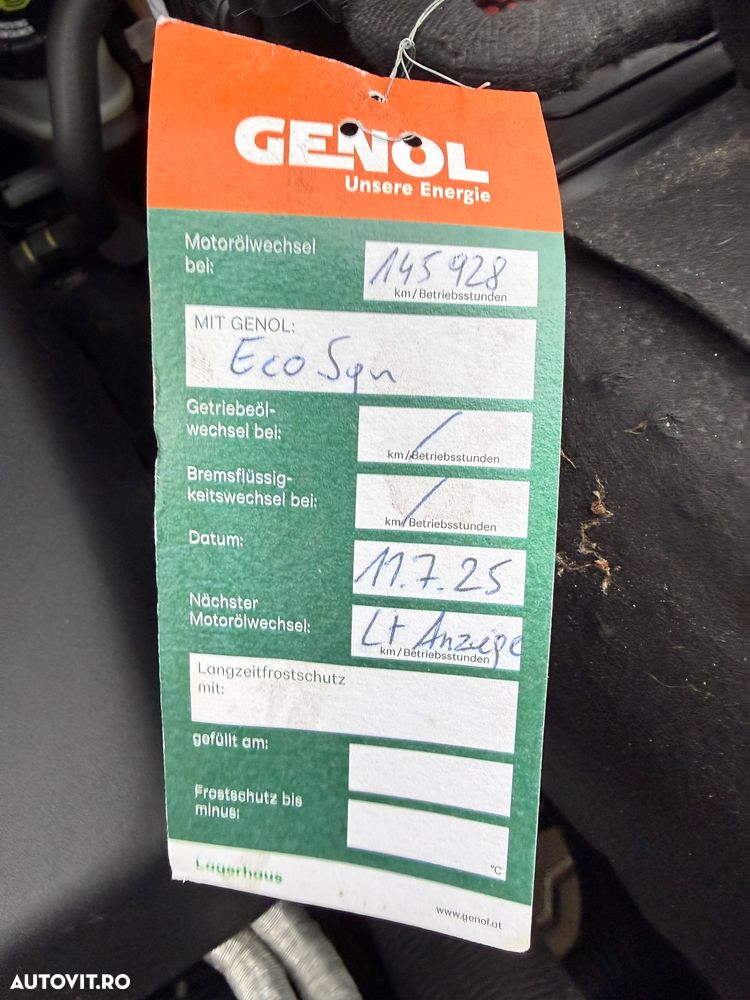 GENOL
Unsere Energie
Motorölwechsel
bei:
145928
km/Betriebsstunden
MIT GENOL:
Eco Syn
Getriebeöl-
wechsel bei:
/
km/Betriebsstunden
Bremsflüssig-
keitswechsel bei:
/
km/Betriebsstunden
Datum:
11.7.25
Nächster
Motorölwechsel:
Lt Anzeige
km/Betriebsstunden
Langzeitfrostschutz
mit:
gefüllt am:
Frostschutz bis
minus:
°C
Lagerhaus
www.genol.at
AUTOVIT.RO